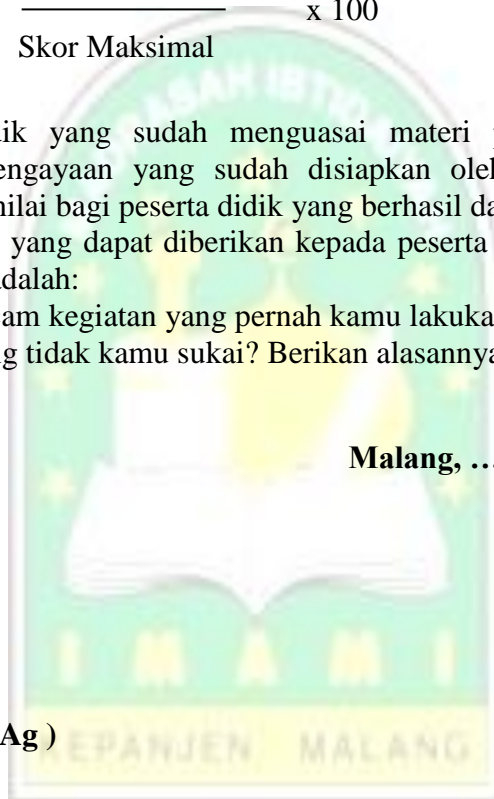 x 100
Skor Maksimal
ik yang sudah menguasai materi
engayaan yang sudah disiapkan oleh
nilai bagi peserta didik yang berhasil da
yang dapat diberikan kepada peserta
adalah:
am kegiatan yang pernah kamu lakuka
g tidak kamu sukai? Berikan alasannya
Malang, …
IMAMI
Ag )
KEPANJEN MALANG